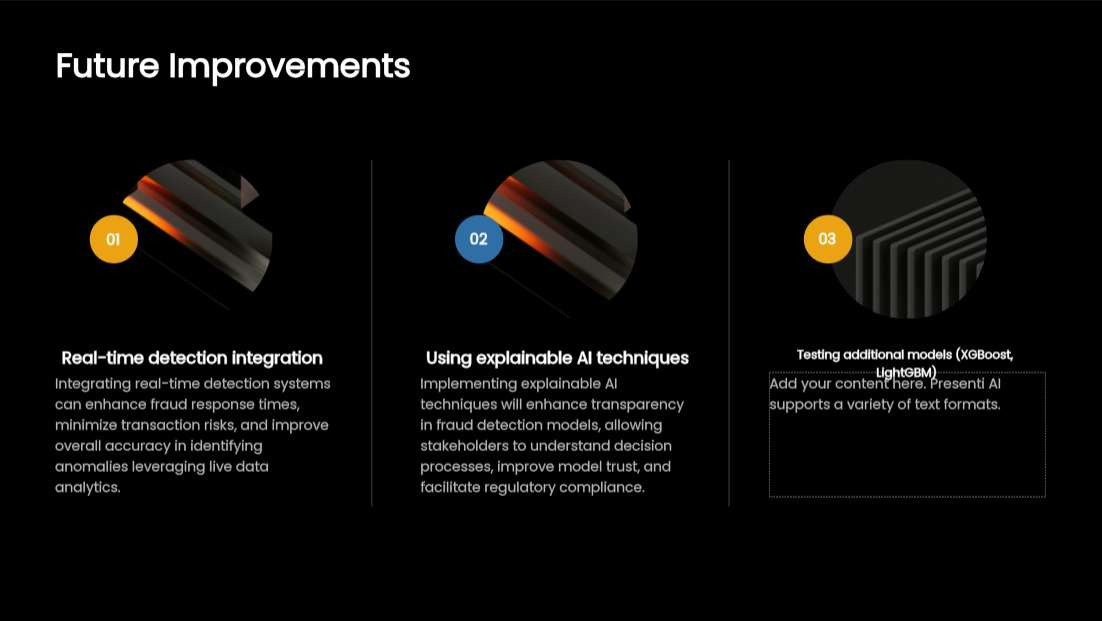 Future Improvements
01
Real-time detection integration
Integrating real-time detection systems
can enhance fraud response times,
minimize transaction risks, and improve
overall accuracy in identifying
anomalies leveraging live data
analytics.
02
Using explainable AI techniques
Implementing explainable AI
techniques will enhance transparency
in fraud detection models, allowing
stakeholders to understand decision
processes, improve model trust, and
facilitate regulatory compliance.
03
Testing additional models (XGBoost,
LightGBM)
Add your content here. Presenti AI
supports a variety of text formats.